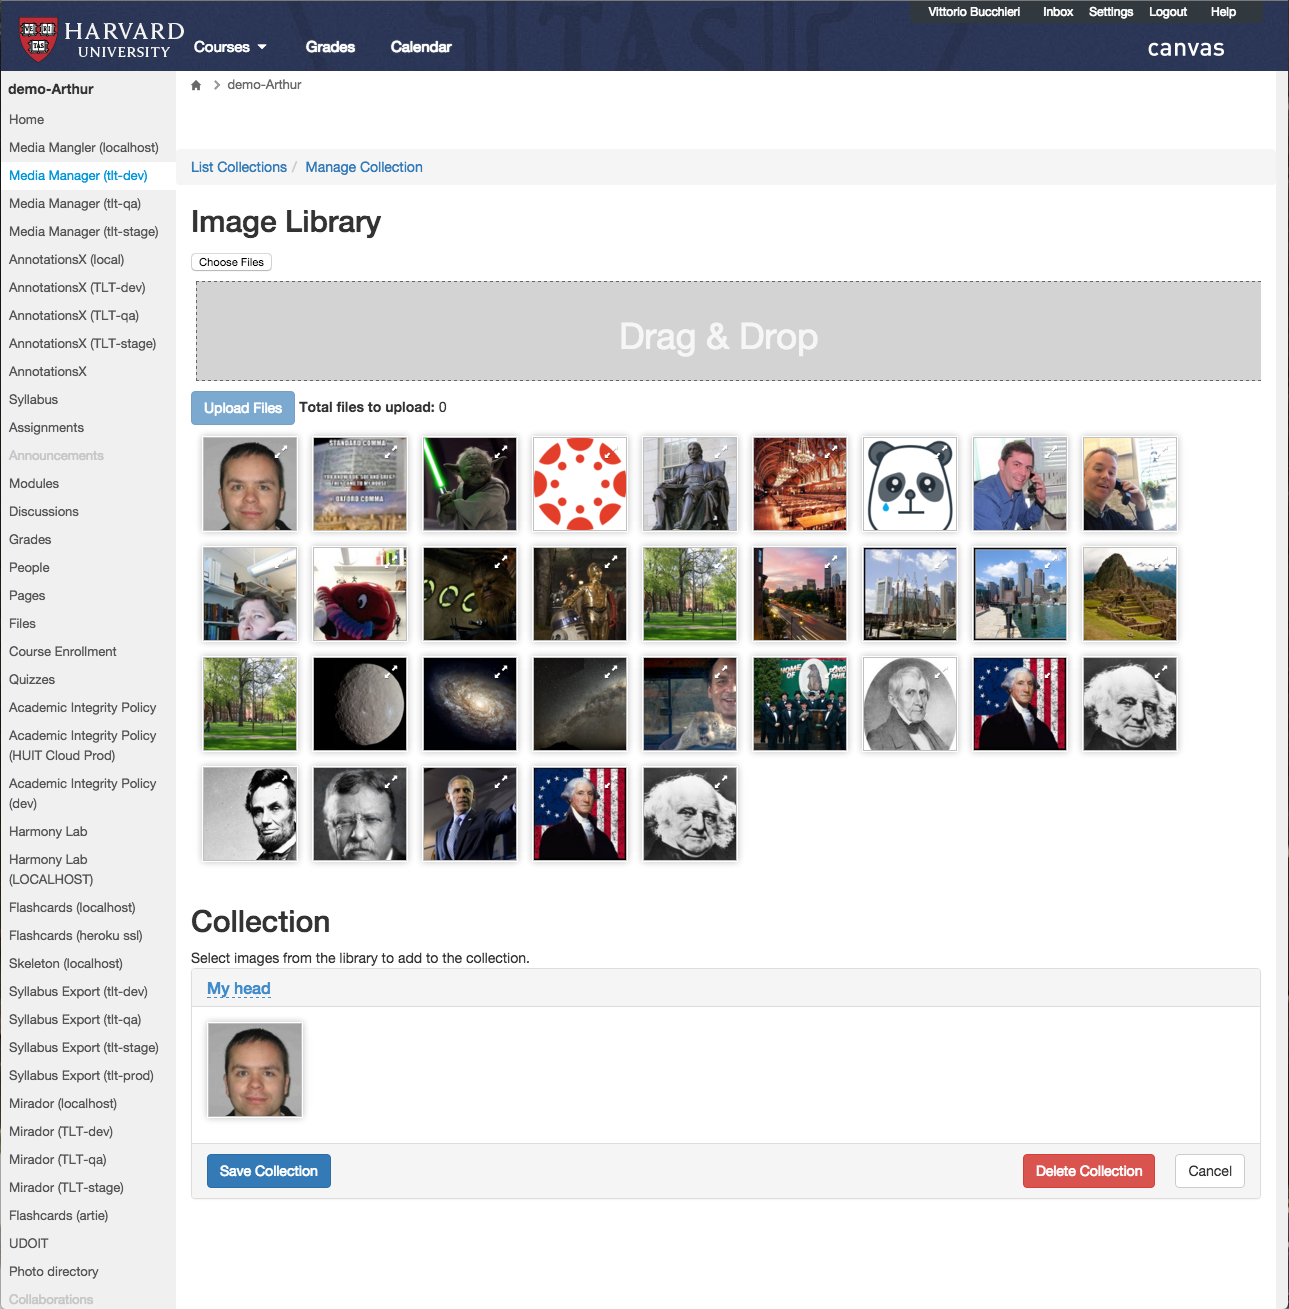 Vittorio Bucchieri Inbox Settings Logout Help
HARVARD
UNIVERSITY
Courses Grades Calendar
canvas
demo-Arthur
Home
Media Mangler (localhost)
Media Manager (tlt-dev)
Media Manager (tlt-qa)
Media Manager (tlt-stage)
AnnotationsX (local)
AnnotationsX (TLT-dev)
AnnotationsX (TLT-qa)
AnnotationsX (TLT-stage)
AnnotationsX
Syllabus
Assignments
Announcements
Modules
Discussions
Grades
People
Pages
Files
Course Enrollment
Quizzes
Academic Integrity Policy
Academic Integrity Policy
(HUIT Cloud Prod)
Academic Integrity Policy
(dev)
Harmony Lab
Harmony Lab
(LOCALHOST)
Flashcards (localhost)
Flashcards (heroku ssl)
Skeleton (localhost)
Syllabus Export (tlt-dev)
Syllabus Export (tlt-qa)
Syllabus Export (tlt-stage)
Syllabus Export (tlt-prod)
Mirador (localhost)
Mirador (TLT-dev)
Mirador (TLT-qa)
Mirador (TLT-stage)
Flashcards (artie)
UDOIT
Photo directory
Collaborations
demo-Arthur
List Collections / Manage Collection
Image Library
Choose Files
Drag & Drop
Upload Files Total files to upload: 0
STANDARD COMMA
OXFORD COMMA
HOME OF
Collection
Select images from the library to add to the collection.
My head
Save Collection Delete Collection Cancel